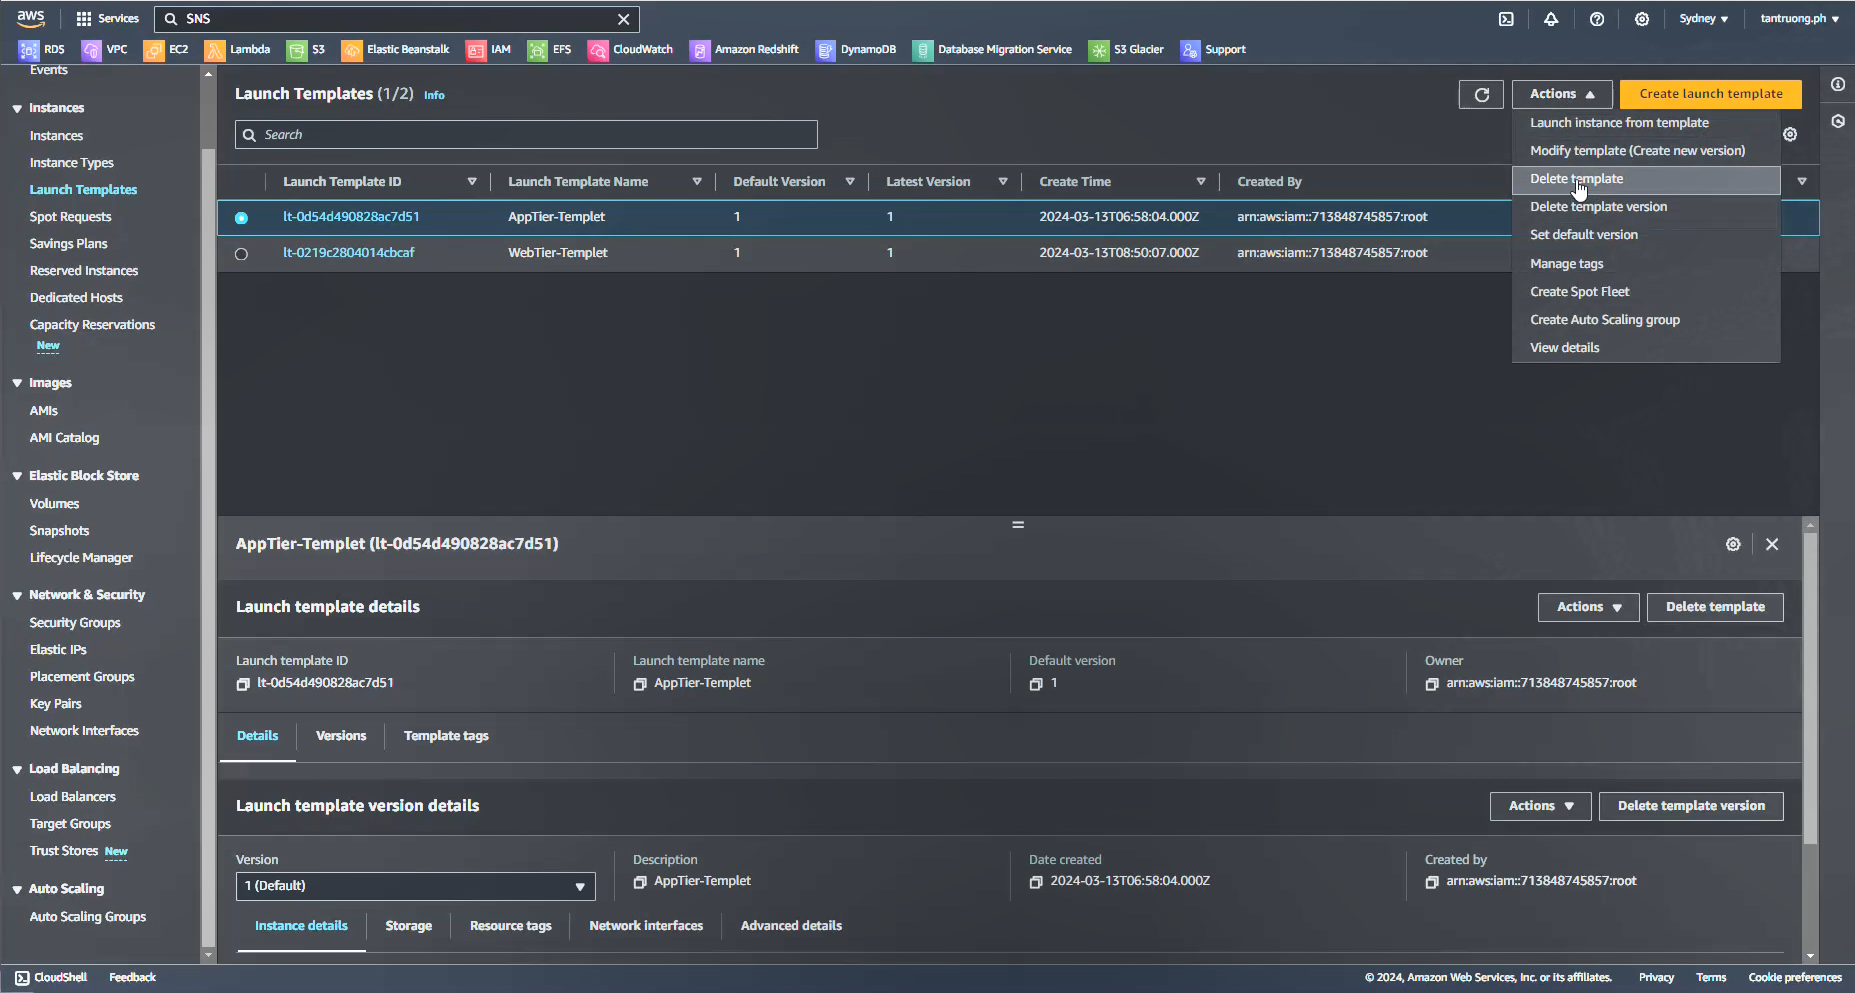 aws Services SNS Sydney tantruong.ph
RDS VPC EC2 Lambda S3 Elastic Beanstalk IAM EFS CloudWatch Amazon Redshift DynamoDB Database Migration Service S3 Glacier Support
Events
Instances
Instances
Instance Types
Launch Templates
Spot Requests
Savings Plans
Reserved Instances
Dedicated Hosts
Capacity Reservations
New
Images
AMIs
AMI Catalog
Elastic Block Store
Volumes
Snapshots
Lifecycle Manager
Network & Security
Security Groups
Elastic IPs
Placement Groups
Key Pairs
Network Interfaces
Load Balancing
Load Balancers
Target Groups
Trust Stores New
Auto Scaling
Auto Scaling Groups
Launch Templates (1/2) Info
Actions Create launch template
Search
Launch instance from template
Modify template (Create new version)
Delete template
Delete template version
Set default version
Manage tags
Create Spot Fleet
Create Auto Scaling group
View details
Launch Template ID Launch Template Name Default Version Latest Version Create Time Created By
lt-0d54d490828ac7d51 AppTier-Templet 1 1 2024-03-13T06:58:04.000Z arn:aws:iam::713848745857:root
lt-0219c2804014cbcaf WebTier-Templet 1 1 2024-03-13T08:50:07.000Z arn:aws:iam::713848745857:root
AppTier-Templet (lt-0d54d490828ac7d51)
Launch template details Actions Delete template
Launch template ID Launch template name Default version Owner
lt-0d54d490828ac7d51 AppTier-Templet 1 arn:aws:iam::713848745857:root
Details Versions Template tags
Launch template version details Actions Delete template version
Version Description Date created Created by
1 (Default) AppTier-Templet 2024-03-13T06:58:04.000Z arn:aws:iam::713848745857:root
Instance details Storage Resource tags Network interfaces Advanced details
CloudShell Feedback © 2024, Amazon Web Services, Inc. or its affiliates. Privacy Terms Cookie preferences